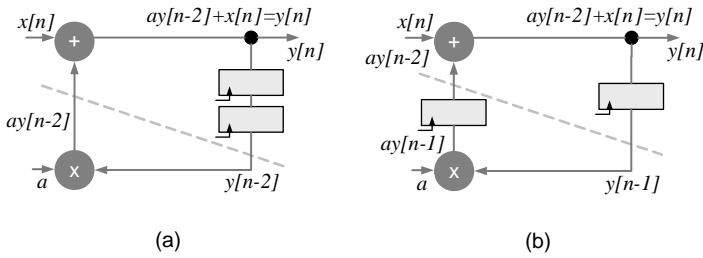 x[n]
ay[n-2]+x[n]=y[n]
+
y[n]
ay[n-2]
x
a
y[n-2]
(a)
x[n]
ay[n-2]+x[n]=y[n]
+
y[n]
ay[n-2]
ay[n-1]
x
a
y[n-1]
(b)